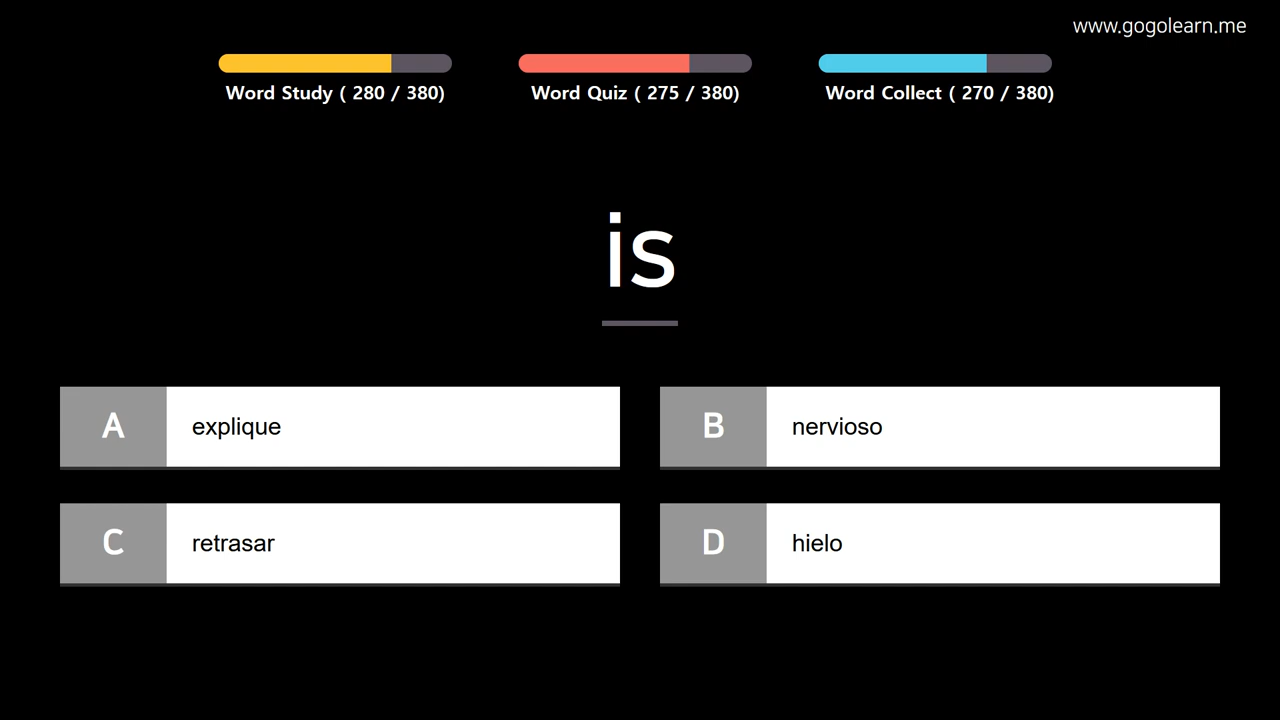 www.gogolearn.me
Word Study ( 280 / 380)
Word Quiz ( 275 / 380)
Word Collect ( 270 / 380)
is
A explique
B nervioso
C retrasar
D hielo